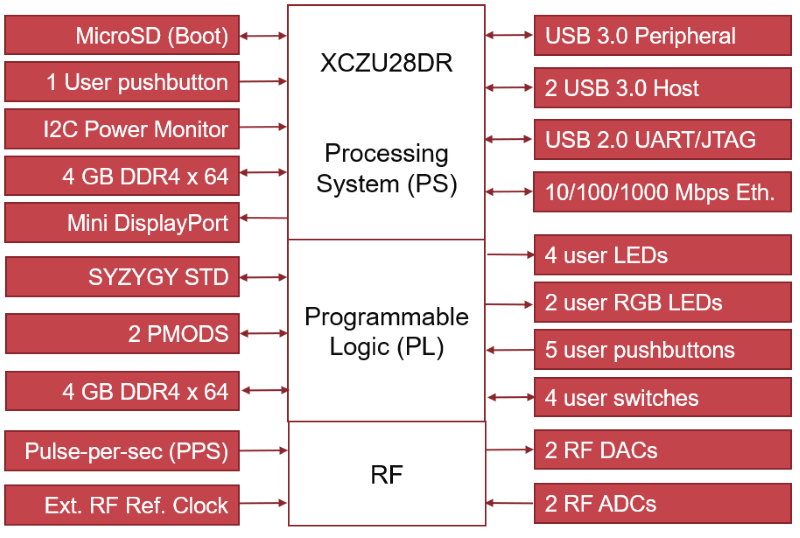 MicroSD (Boot)
1 User pushbutton
I2C Power Monitor
4 GB DDR4 x 64
Mini DisplayPort
SYZYGY STD
2 PMODS
4 GB DDR4 x 64
Pulse-per-sec (PPS)
Ext. RF Ref. Clock
XCZU28DR
Processing
System (PS)
Programmable
Logic (PL)
RF
USB 3.0 Peripheral
2 USB 3.0 Host
USB 2.0 UART/JTAG
10/100/1000 Mbps Eth.
4 user LEDs
2 user RGB LEDs
5 user pushbuttons
4 user switches
2 RF DACs
2 RF ADCs